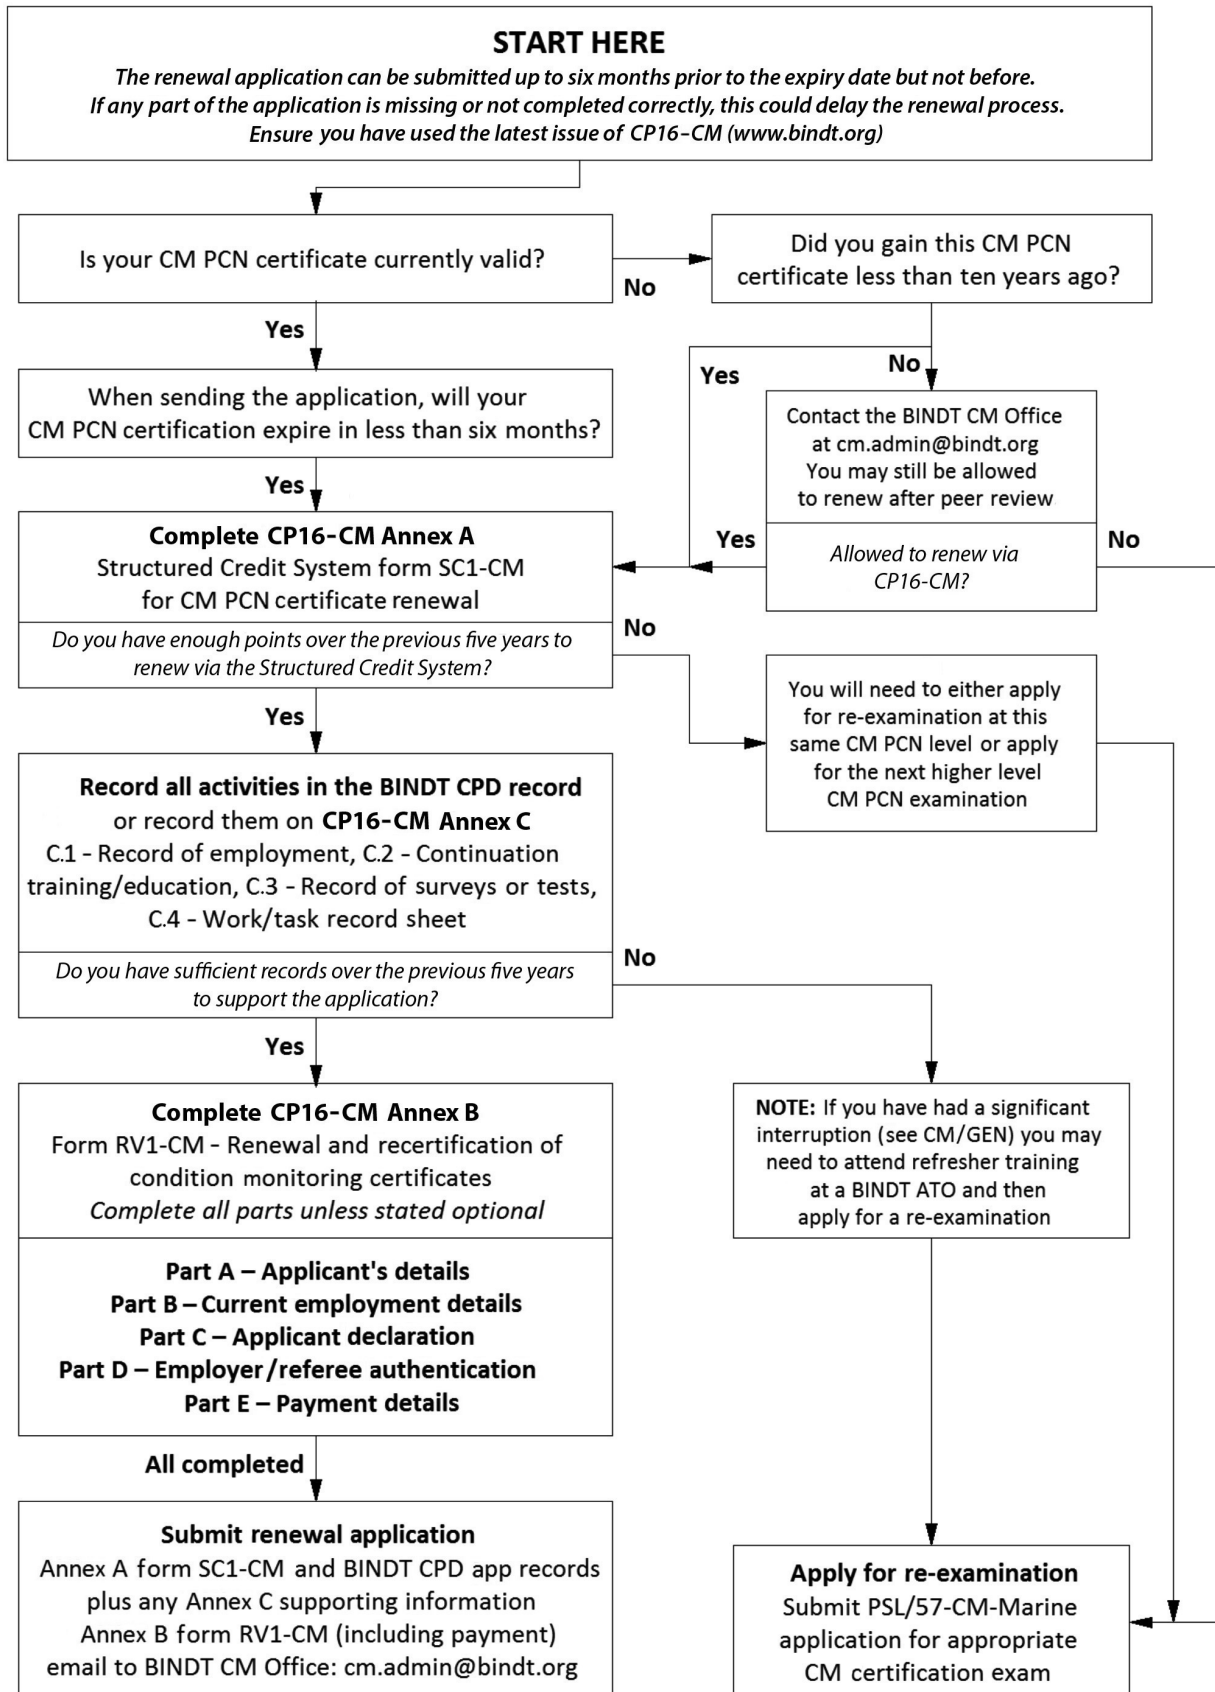 START HERE
The renewal application can be submitted up to six months prior to the expiry date but not before.
If any part of the application is missing or not completed correctly, this could delay the renewal process.
Ensure you have used the latest issue of CP16-CM (www.bindt.org)
Is your CM PCN certificate currently valid?
No
Did you gain this CM PCN
certificate less than ten years ago?
Yes
When sending the application, will your
CM PCN certification expire in less than six months?
Yes
No
Contact the BINDT CM Office
at cm.admin@bindt.org
You may still be allowed
to renew after peer review
Yes
Complete CP16-CM Annex A
Structured Credit System form SC1-CM
for CM PCN certificate renewal
Yes
Allowed to renew via
CP16-CM?
No
Do you have enough points over the previous five years to
renew via the Structured Credit System?
No
You will need to either apply
for re-examination at this
same CM PCN level or apply
for the next higher level
CM PCN examination
Yes
Record all activities in the BINDT CPD record
or record them on CP16-CM Annex C
C.1 - Record of employment, C.2 - Continuation
training/education, C.3 - Record of surveys or tests,
C.4 - Work/task record sheet
Do you have sufficient records over the previous five years
to support the application?
No
Yes
Complete CP16-CM Annex B
Form RV1-CM - Renewal and recertification of
condition monitoring certificates
Complete all parts unless stated optional
NOTE: If you have had a significant
interruption (see CM/GEN) you may
need to attend refresher training
at a BINDT ATO and then
apply for a re-examination
Part A – Applicant's details
Part B – Current employment details
Part C – Applicant declaration
Part D – Employer/referee authentication
Part E – Payment details
All completed
Submit renewal application
Annex A form SC1-CM and BINDT CPD app records
plus any Annex C supporting information
Annex B form RV1-CM (including payment)
email to BINDT CM Office: cm.admin@bindt.org
Apply for re-examination
Submit PSL/57-CM-Marine
application for appropriate
CM certification exam